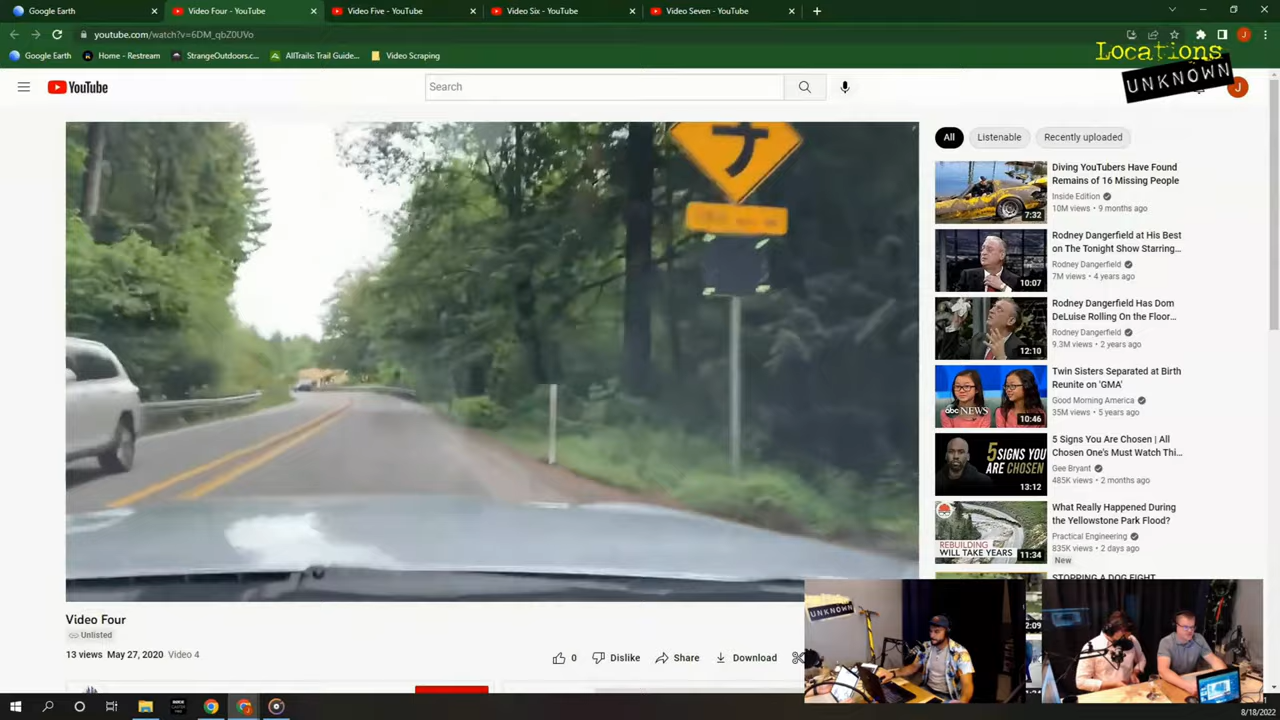 Google Earth
Video Four - YouTube
Video Five - YouTube
Video Six - YouTube
Video Seven - YouTube
youtube.com/watch?v=6DM_qbZ0UVo
Google Earth
Home - Restream
StrangeOutdoors.c...
AllTrails: Trail Guide...
Video Scraping
Locations
UNKNOWN
YouTube
Search
J
All
Listenable
Recently uploaded
Diving YouTubers Have Found
Remains of 16 Missing People
Inside Edition
10M views • 9 months ago
7:32
Rodney Dangerfield at His Best
on The Tonight Show Starring...
Rodney Dangerfield
7M views • 4 years ago
10:07
Rodney Dangerfield Has Dom
DeLuise Rolling On the Floor...
Rodney Dangerfield
9.3M views • 2 years ago
12:10
Twin Sisters Separated at Birth
Reunite on 'GMA'
Good Morning America
35M views • 5 years ago
abc NEWS
10:46
5 Signs You Are Chosen | All
Chosen One's Must Watch Thi...
Gee Bryant
485K views • 2 months ago
5 SIGNS YOU
ARE CHOSEN
13:12
What Really Happened During
the Yellowstone Park Flood?
Practical Engineering
835K views • 2 days ago
New
REBUILDING
WILL TAKE YEARS
11:34
STOPPING A DOG FIGHT
2:09
UNKNOWN
Video Four
Unlisted
13 views May 27, 2020 Video 4
0
Dislike
Share
Download
8/18/2022